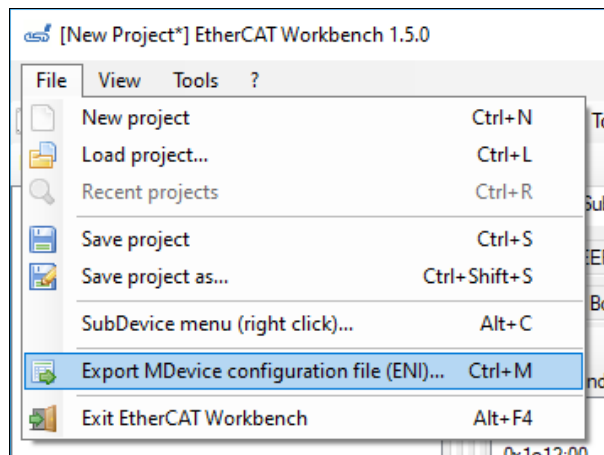 [New Project*] EtherCAT Workbench 1.5.0
File View Tools ?
New project Ctrl+N
Load project... Ctrl+L
Recent projects Ctrl+R
Save project Ctrl+S
Save project as... Ctrl+Shift+S
SubDevice menu (right click)... Alt+C
Export MDevice configuration file (ENI)... Ctrl+M
Exit EtherCAT Workbench Alt+F4